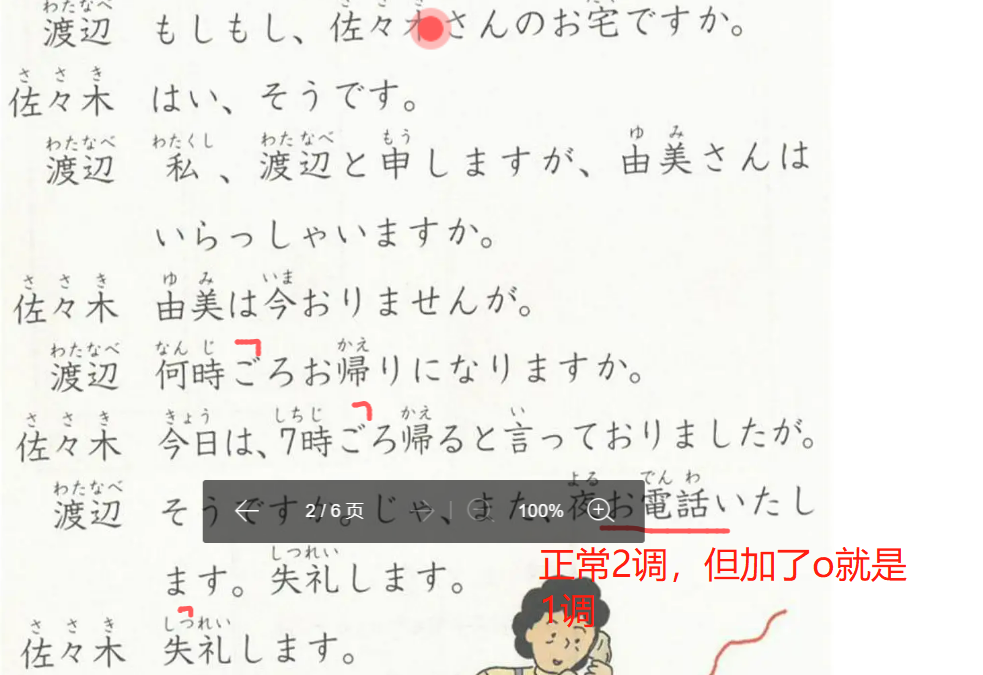 わたなべ さ さ き たく
渡辺 もしもし、佐々木さんのお宅ですか。
さ さ き
佐々木 はい、そうです。
わたなべ わたくし わたなべ もう ゆ み
渡辺 私、渡辺と申しますが、由美さんは
いらっしゃいますか。
さ さ き ゆ み いま
佐々木 由美は今おりませんが。
わたなべ なん じ かえ
渡辺 何時ごろお帰りになりますか。
さ さ き きょう しちじ かえ い
佐々木 今日は、7時ごろ帰ると言っておりましたが。
わたなべ よる でん わ
渡辺 そうですか。じゃ、また、夜お電話いたし
2 / 6 页 100%
正常2调，但加了o就是
1调
しつれい
ます。失礼します。
さ さ き しつれい
佐々木 失礼します。